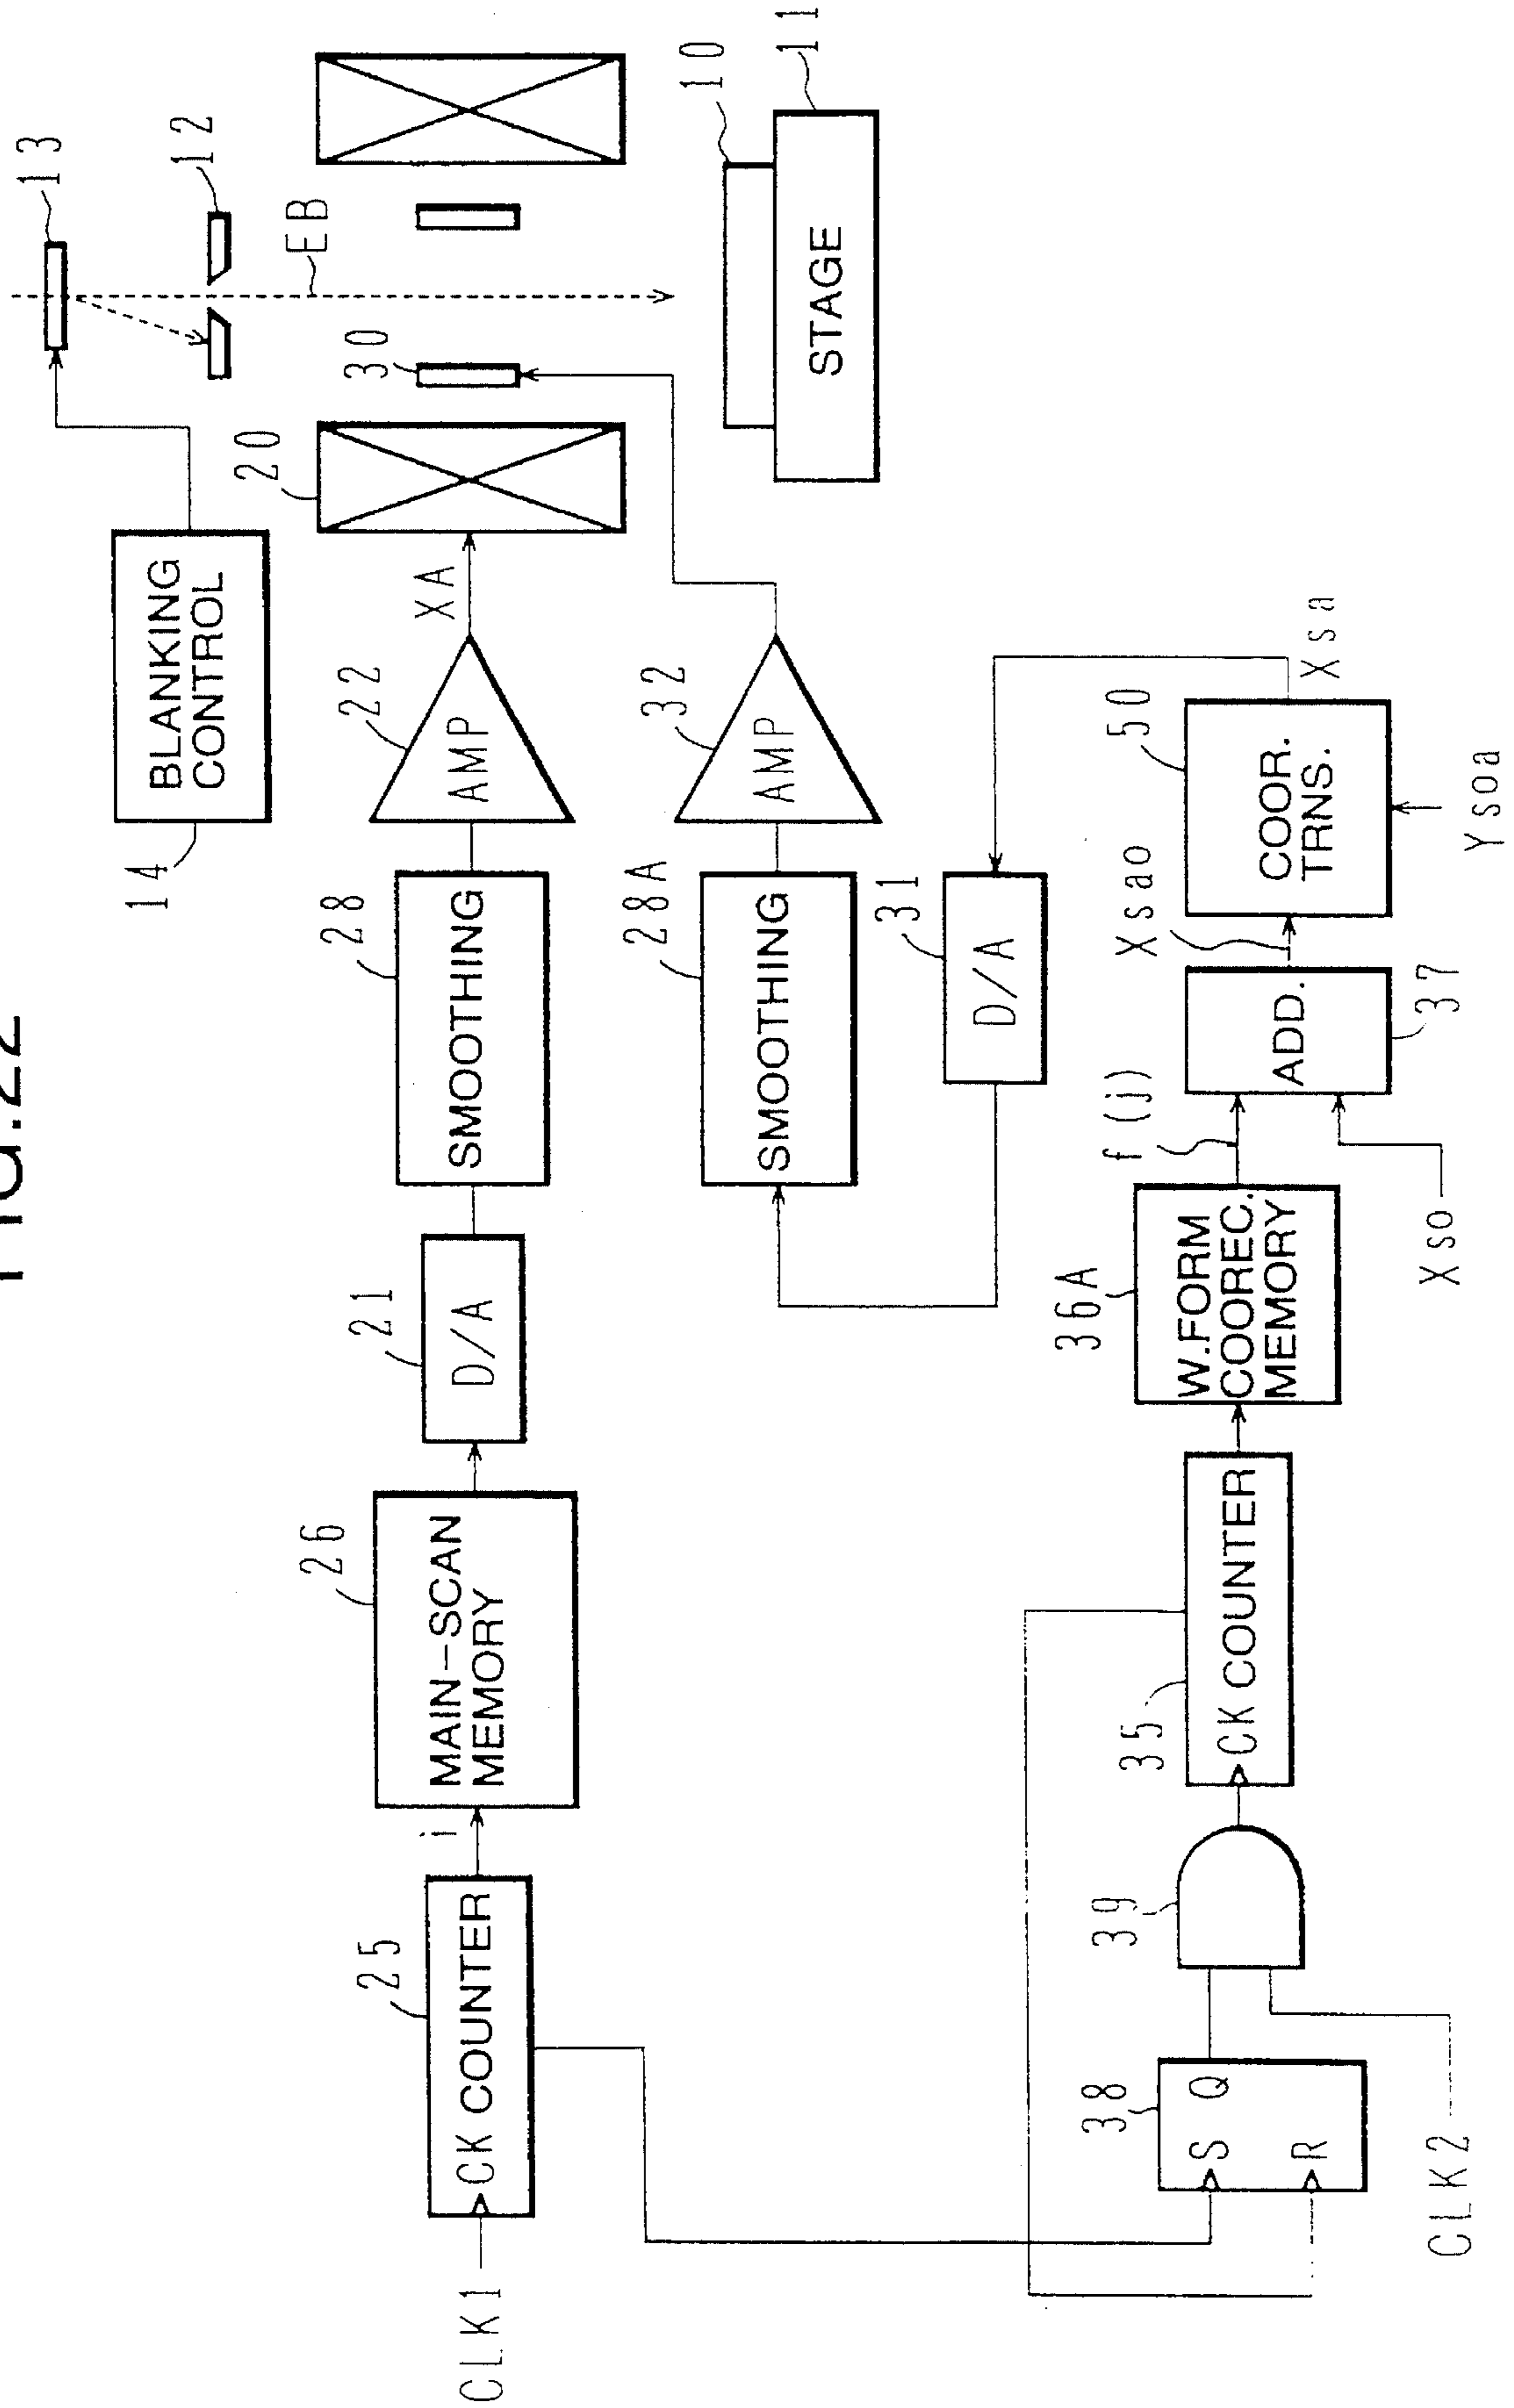 FIG.22
13
12
EB
BLANKING
CONTROL
14
20
30
10
11
STAGE
CLK1
CK COUNTER
25
i
MAIN-SCAN
MEMORY
26
D/A
21
SMOOTHING
28
AMP
22
XA
SMOOTHING
28A
AMP
32
D/A
31
S
Q
R
38
CLK2
39
CK COUNTER
35
W.FORM
COOREC.
MEMORY
36A
f (j)
Xso
ADD.
37
Xsao
COOR.
TRNS.
50
Ysoa
Xsa